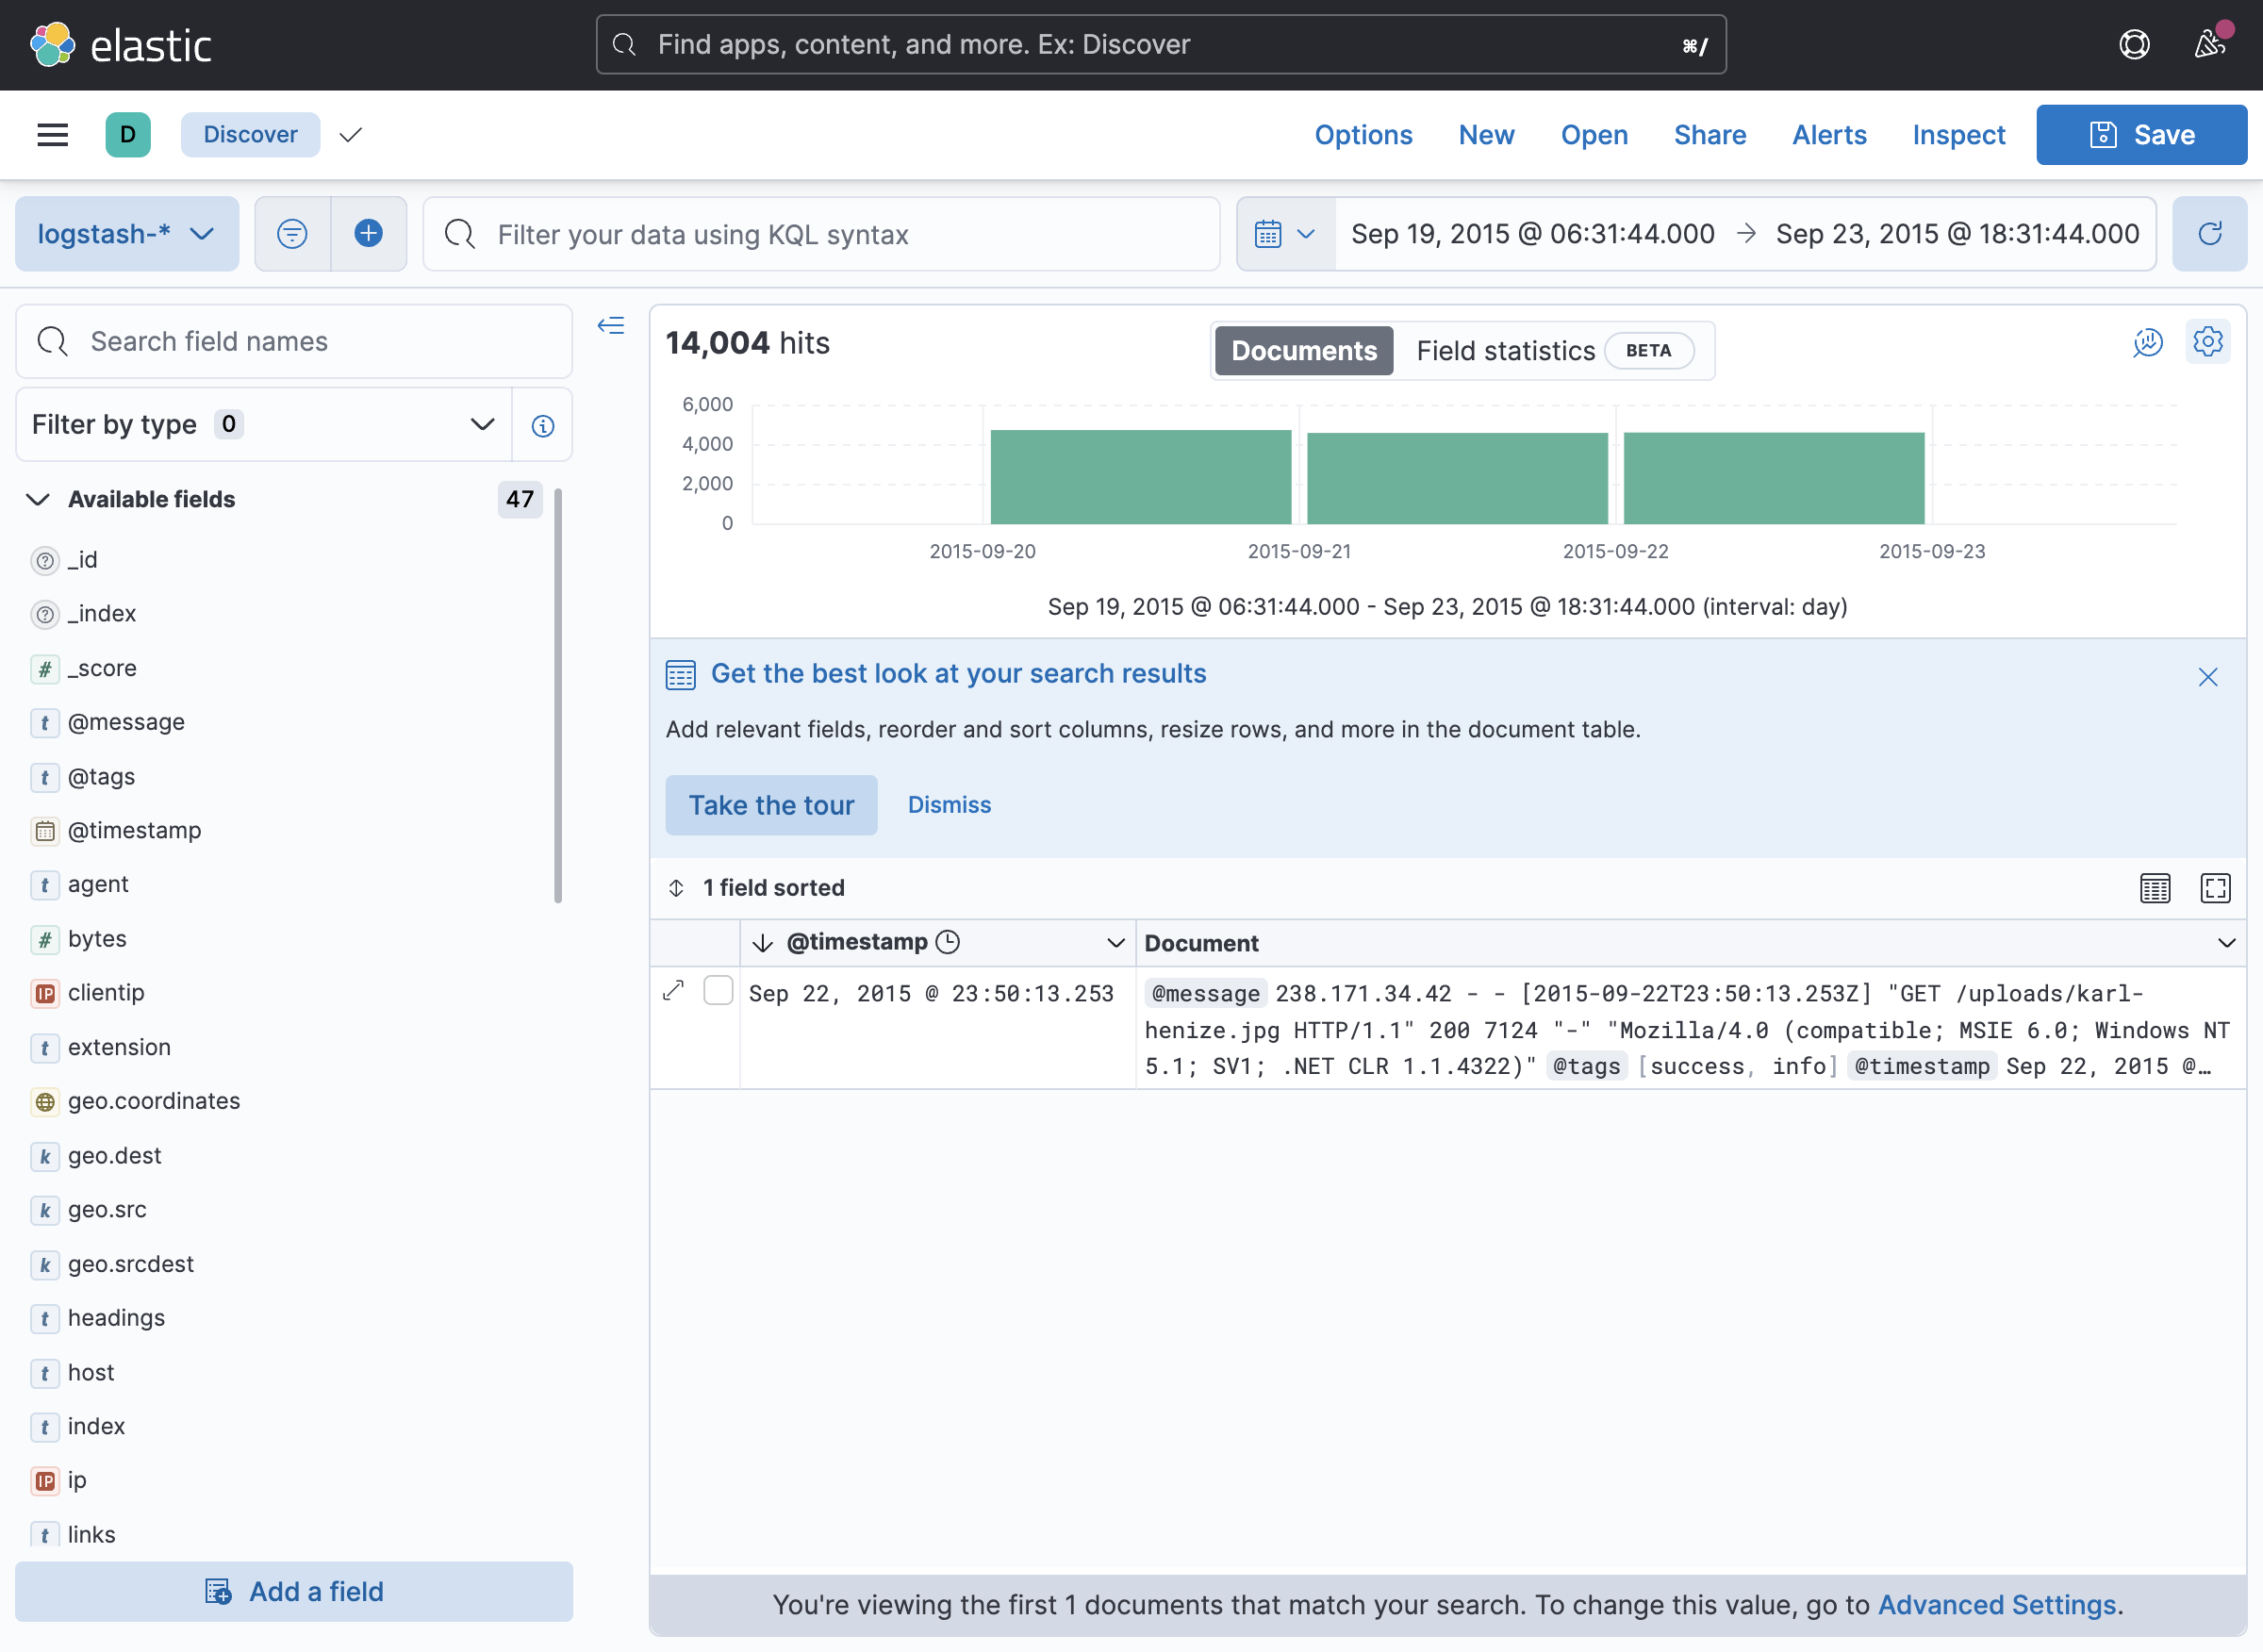 elastic
Find apps, content, and more. Ex: Discover
⌘/
D
Discover
Options
New
Open
Share
Alerts
Inspect
Save
logstash-*
Filter your data using KQL syntax
Sep 19, 2015 @ 06:31:44.000 → Sep 23, 2015 @ 18:31:44.000
Search field names
Filter by type 0
Available fields 47
_id
_index
# _score
t @message
t @tags
@timestamp
t agent
# bytes
IP clientip
t extension
geo.coordinates
k geo.dest
k geo.src
k geo.srcdest
t headings
t host
t index
IP ip
t links
Add a field
14,004 hits
Documents
Field statistics BETA
6,000
4,000
2,000
0
2015-09-20
2015-09-21
2015-09-22
2015-09-23
Sep 19, 2015 @ 06:31:44.000 - Sep 23, 2015 @ 18:31:44.000 (interval: day)
Get the best look at your search results
Add relevant fields, reorder and sort columns, resize rows, and more in the document table.
Take the tour
Dismiss
1 field sorted
@timestamp
Document
Sep 22, 2015 @ 23:50:13.253
@message 238.171.34.42 - - [2015-09-22T23:50:13.253Z] "GET /uploads/karl-
henize.jpg HTTP/1.1" 200 7124 "-" "Mozilla/4.0 (compatible; MSIE 6.0; Windows NT
5.1; SV1; .NET CLR 1.1.4322)" @tags [success, info] @timestamp Sep 22, 2015 @…
You're viewing the first 1 documents that match your search. To change this value, go to Advanced Settings.